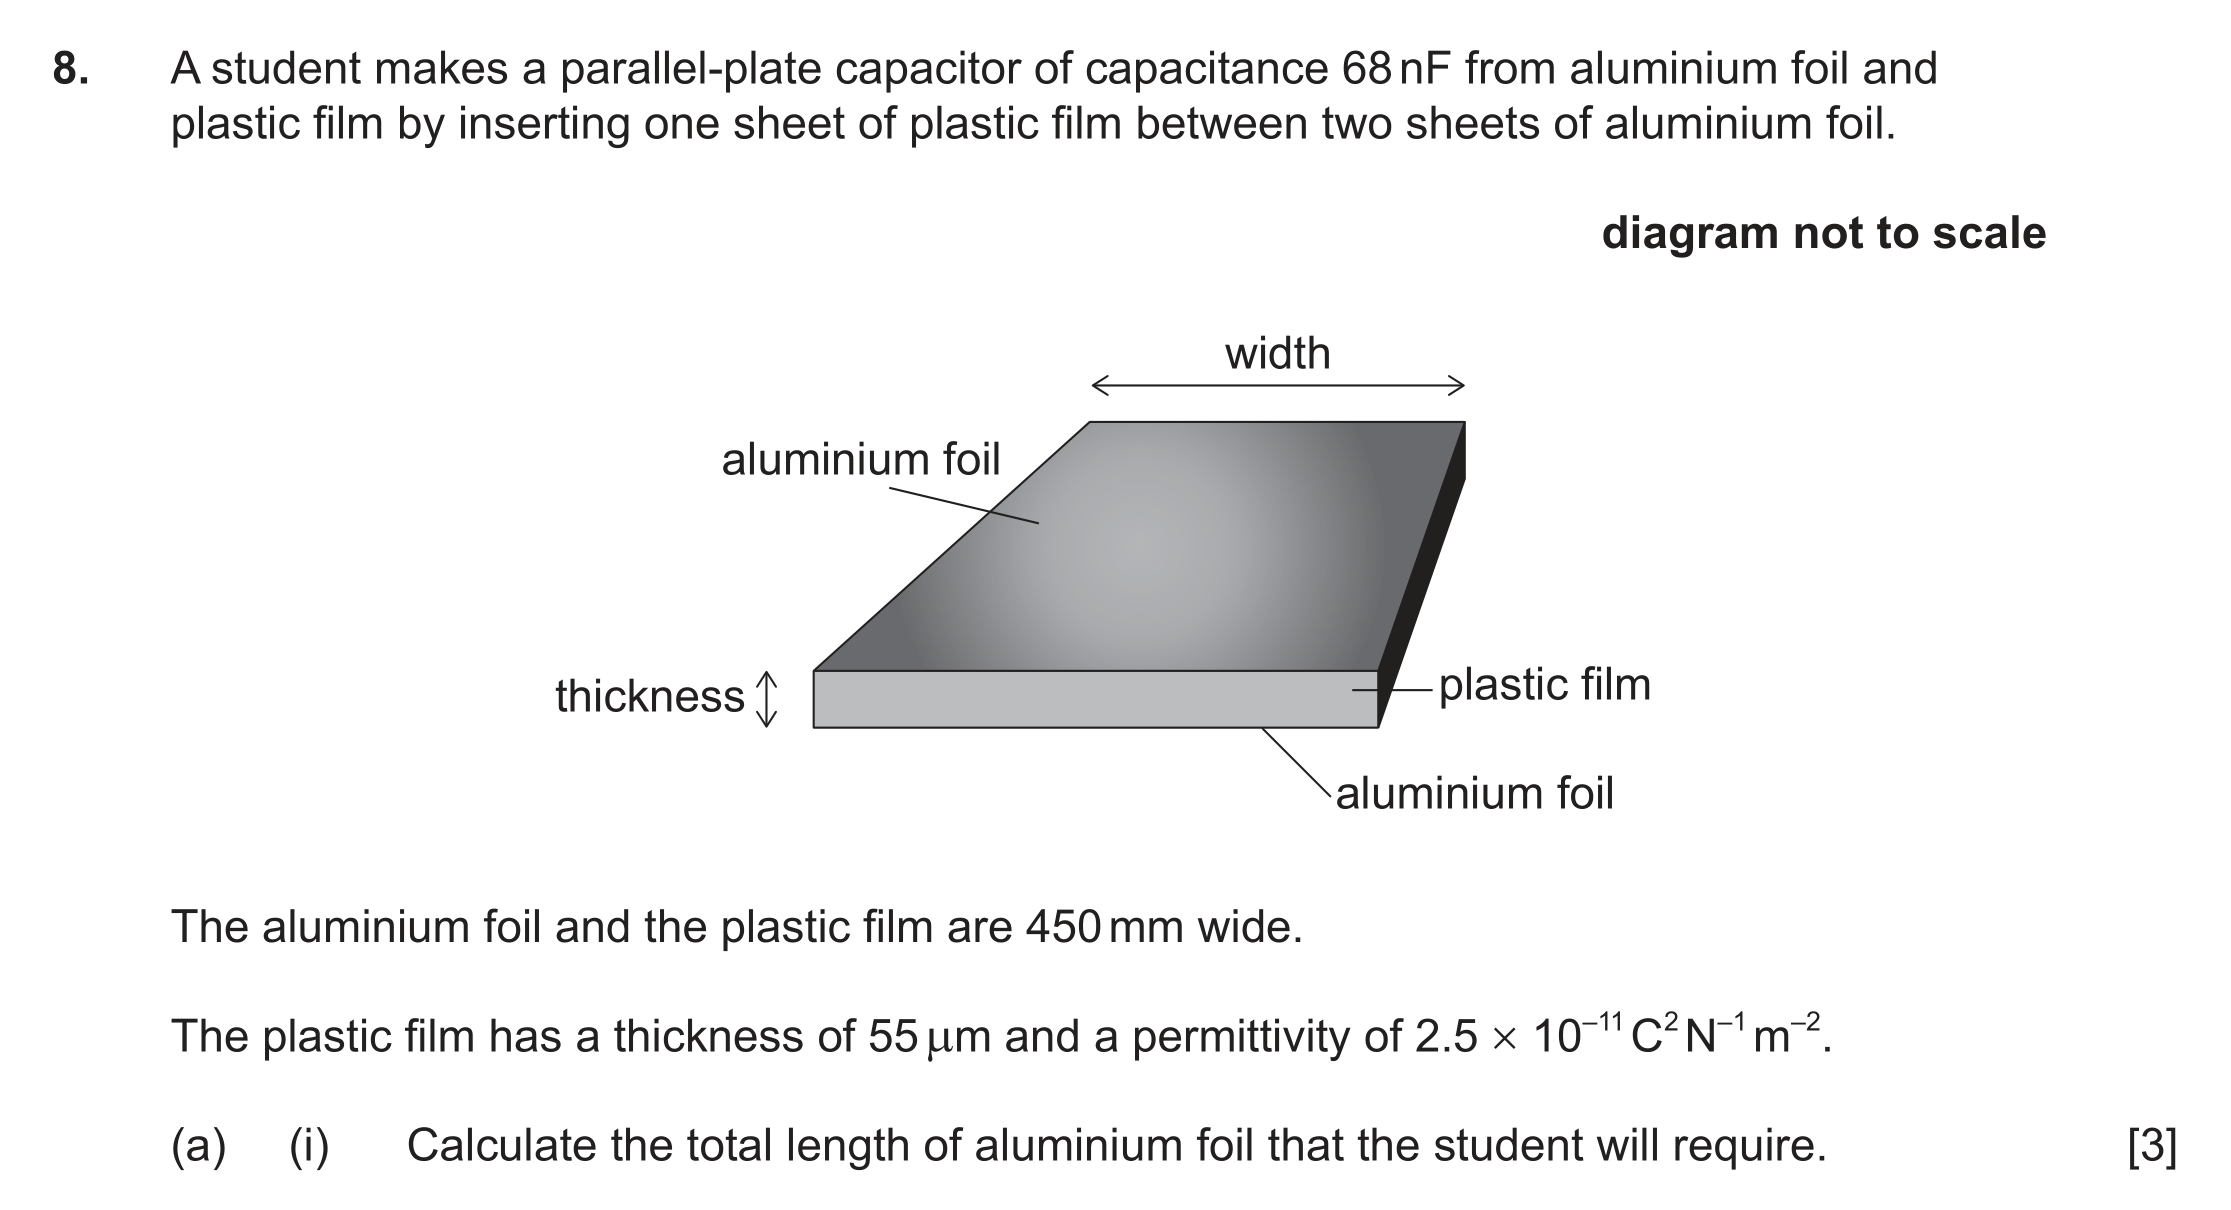 8. A student makes a parallel-plate capacitor of capacitance 68 nF from aluminium foil and
plastic film by inserting one sheet of plastic film between two sheets of aluminium foil.
diagram not to scale
width
aluminium foil
thickness
plastic film
aluminium foil
The aluminium foil and the plastic film are 450 mm wide.
The plastic film has a thickness of 55 μm and a permittivity of 2.5 × 10⁻¹¹ C² N⁻¹ m⁻².
(a) (i) Calculate the total length of aluminium foil that the student will require. [3]